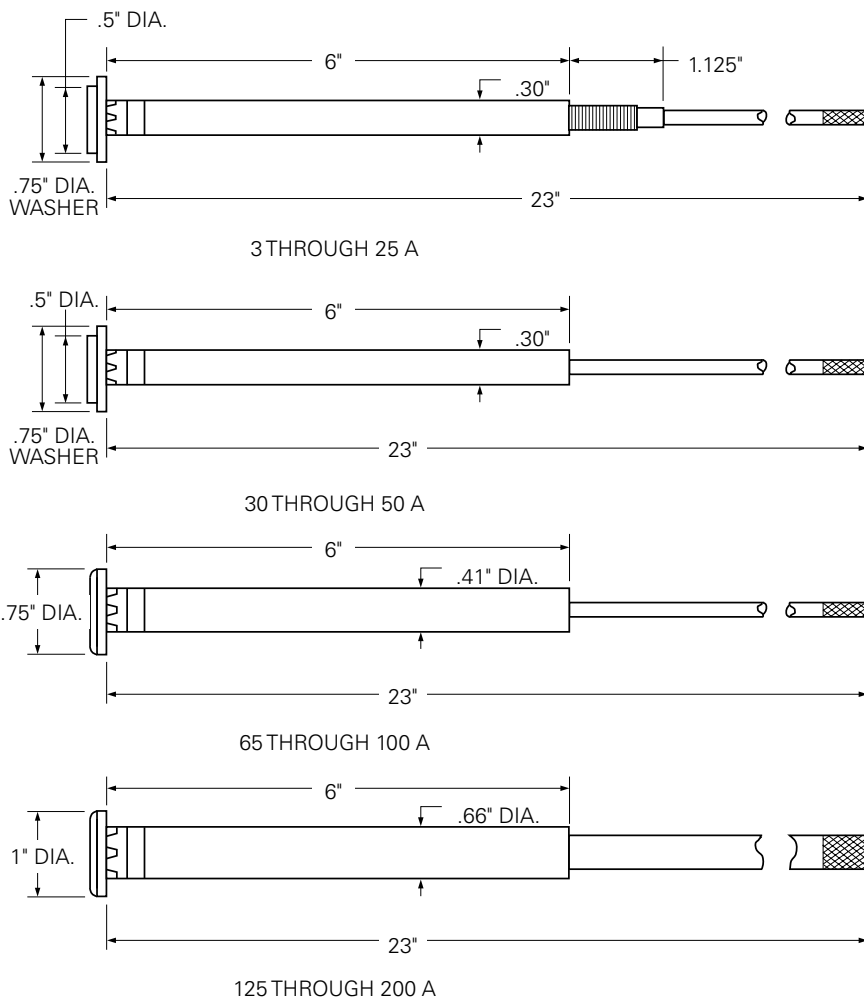 .5" DIA.
6"
1.125"
.30"
.75" DIA.
WASHER
23"
3 THROUGH 25 A
.5" DIA.
6"
.30"
.75" DIA.
WASHER
23"
30 THROUGH 50 A
6"
.41" DIA.
.75" DIA.
23"
65 THROUGH 100 A
6"
.66" DIA.
1" DIA.
23"
125 THROUGH 200 A